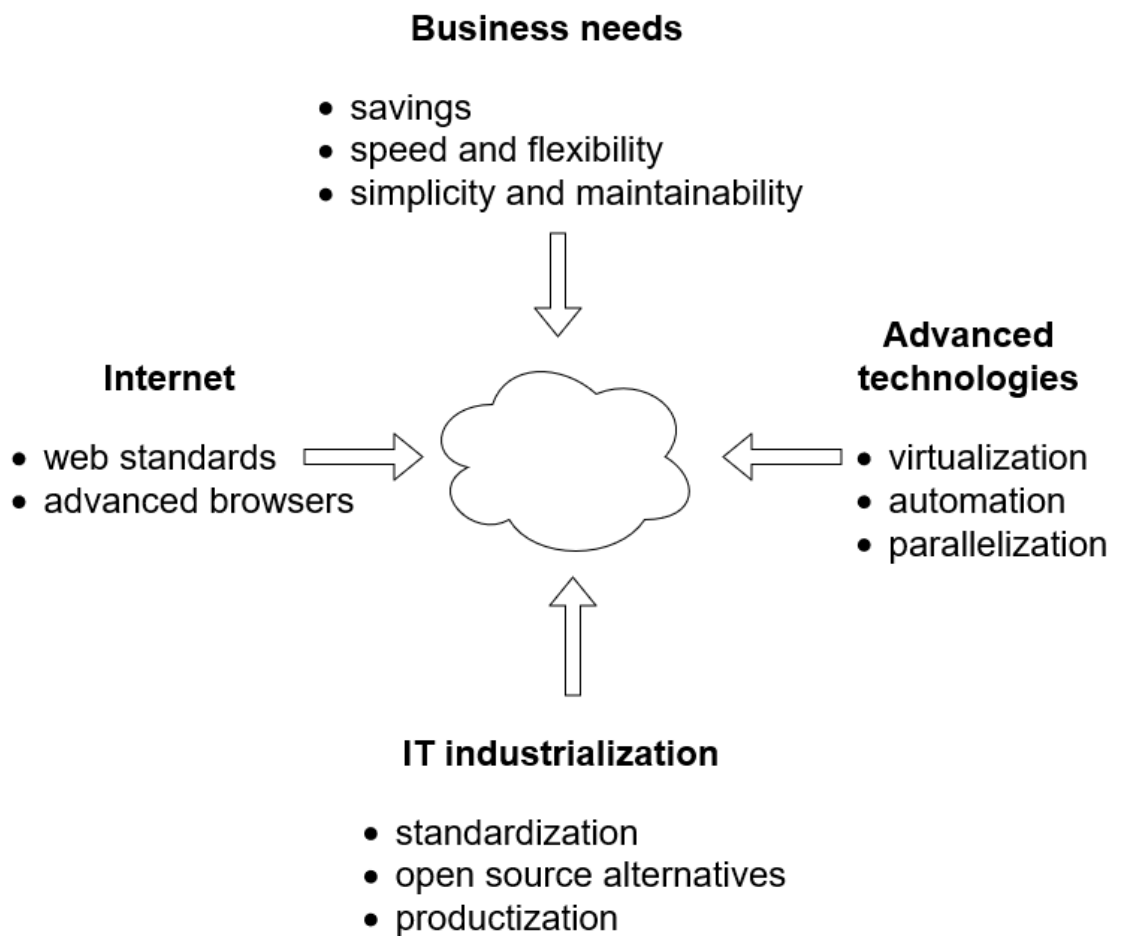 Business needs
• savings
• speed and flexibility
• simplicity and maintainability
Internet
• web standards
• advanced browsers
Advanced
technologies
• virtualization
• automation
• parallelization
IT industrialization
• standardization
• open source alternatives
• productization